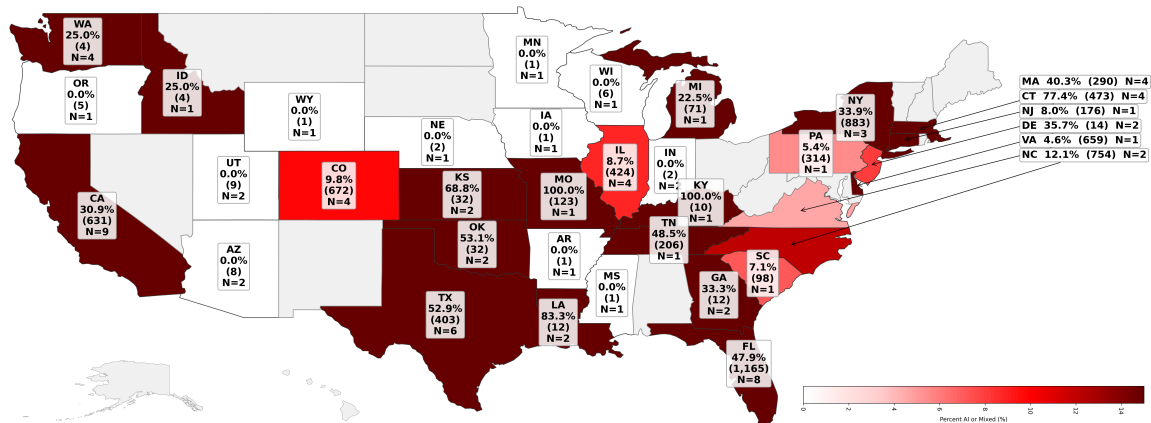 WA
25.0%
(4)
N=4
OR
0.0%
(5)
N=1
ID
25.0%
(4)
N=1
WY
0.0%
(1)
N=1
UT
0.0%
(9)
N=2
CO
9.8%
(672)
N=4
CA
30.9%
(631)
N=9
AZ
0.0%
(8)
N=2
NE
0.0%
(2)
N=1
KS
68.8%
(32)
N=2
OK
53.1%
(32)
N=2
TX
52.9%
(403)
N=6
MN
0.0%
(1)
N=1
IA
0.0%
(1)
N=1
MO
100.0%
(123)
N=1
AR
0.0%
(1)
N=1
LA
83.3%
(12)
N=2
WI
0.0%
(6)
N=1
IL
8.7%
(424)
N=4
MS
0.0%
(1)
N=1
MI
22.5%
(71)
N=1
IN
0.0%
(2)
N=2
KY
100.0%
(10)
N=1
TN
48.5%
(206)
N=1
GA
33.3%
(12)
N=2
SC
7.1%
(98)
N=1
FL
47.9%
(1,165)
N=8
PA
5.4%
(314)
N=1
NY
33.9%
(883)
N=3
MA 40.3% (290) N=4
CT 77.4% (473) N=4
NJ 8.0% (176) N=1
DE 35.7% (14) N=2
VA 4.6% (659) N=1
NC 12.1% (754) N=2
0 2 4 6 8 10 12 14
Percent AI or Mixed (%)